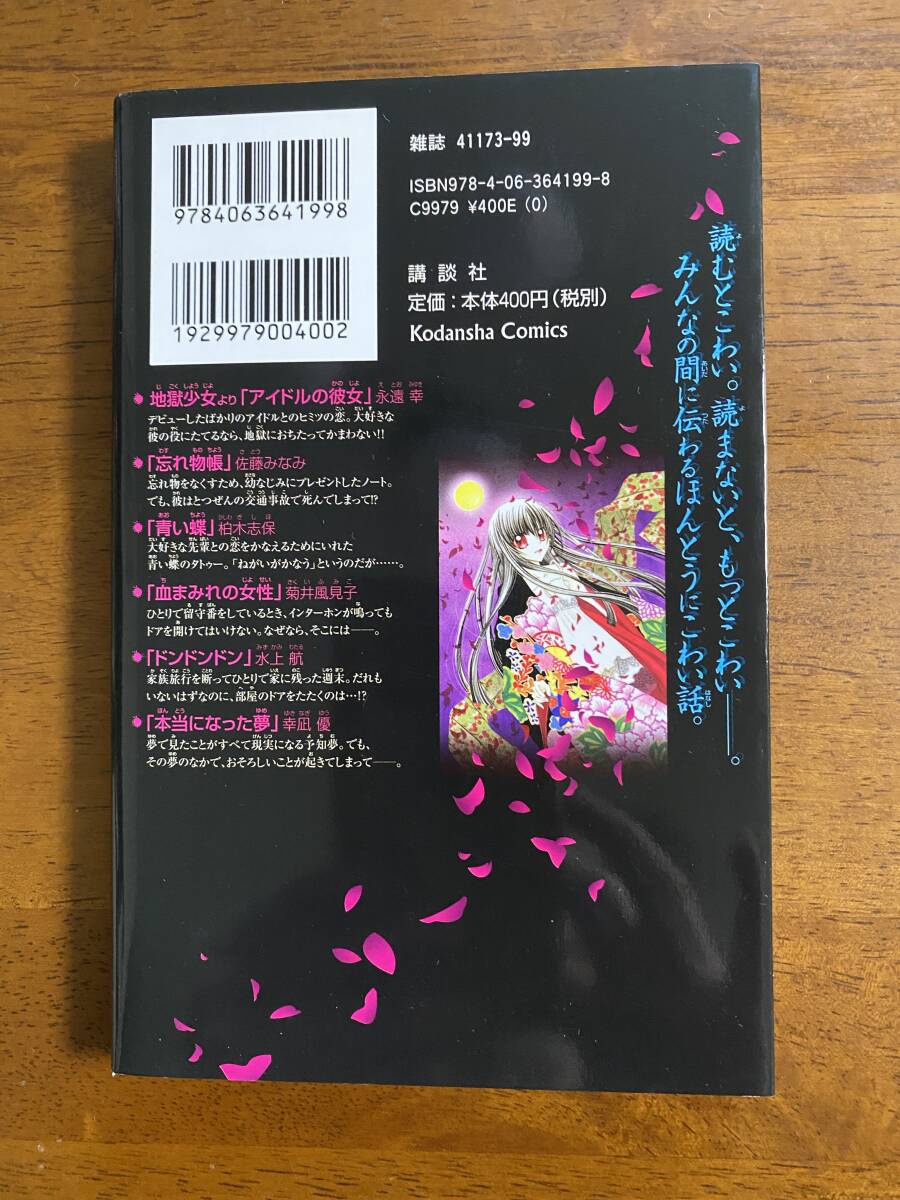 雑誌 41173-99
ISBN978-4-06-364199-8
C9979 ¥400E (0)
9784063641998
1929979004002
講談社
定価：本体400円（税別）
Kodansha Comics
読むとこわい。読まないと、もっとこわい――。
みんなの間に伝わるほんとうにこわい話。
地獄少女より「アイドルの彼女」永遠 幸
デビューしたばかりのアイドルとのヒミツの恋。大好きな
彼の役にたてるなら、地獄におちたってかまわない!!
「忘れ物帳」佐藤みなみ
忘れ物をなくすため、幼なじみにプレゼントしたノート。
でも、彼はとつぜんの交通事故で死んでしまって!?
「青い蝶」柏木志保
大好きな先輩との恋をかなえるためにいれた
青い蝶のタトゥー。「ねがいがかなう」というのだが……。
「血まみれの女性」菊井風見子
ひとりで留守番をしているとき、インターホンが鳴っても
ドアを開けてはいけない。なぜなら、そこには――。
「ドンドンドン」水上 航
家族旅行を断ってひとりで家に残った週末。だれも
いないはずなのに、部屋のドアをたたくのは…!?
「本当になった夢」幸凪 優
夢で見たことがすべて現実になる予知夢。でも、
その夢のなかで、おそろしいことが起きてしまって――。